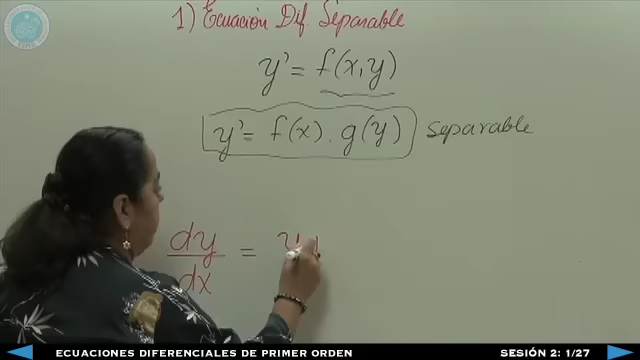 1) Ecuación Dif Separable
y' = f(x,y)
y' = f(x) . g(y) separable
dy/dx = y
ECUACIONES DIFERENCIALES DE PRIMER ORDEN
SESIÓN 2: 1/27